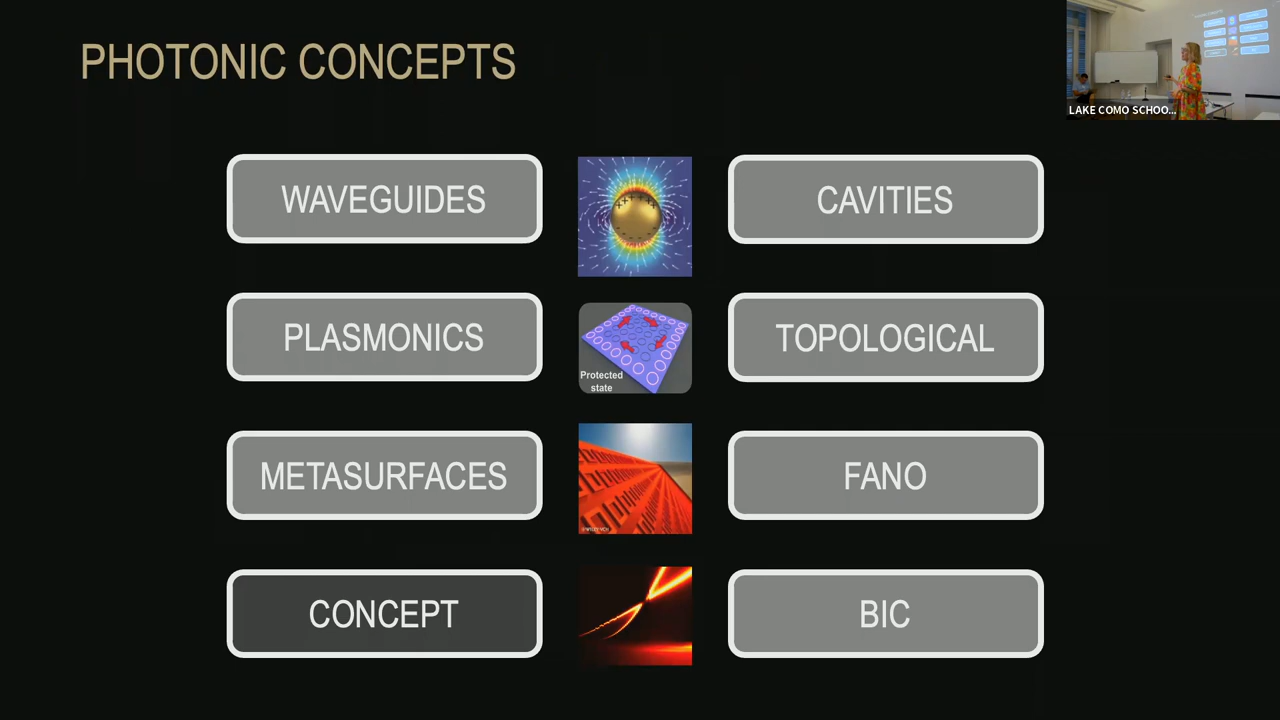 PHOTONIC CONCEPTS
LAKE COMO SCHOO...
WAVEGUIDES
CAVITIES
PLASMONICS
TOPOLOGICAL
Protected
state
METASURFACES
FANO
CONCEPT
BIC